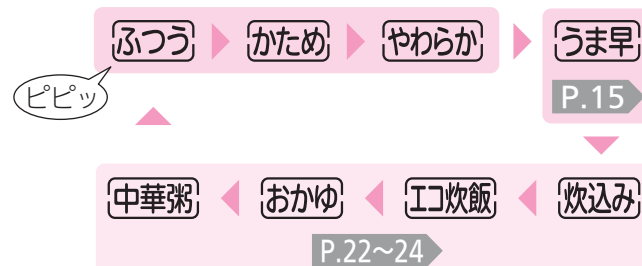 ふつう かため やわらか うま早
ピピッ
P.15
中華粥 おかゆ エコ炊飯 炊込み
P.22~24